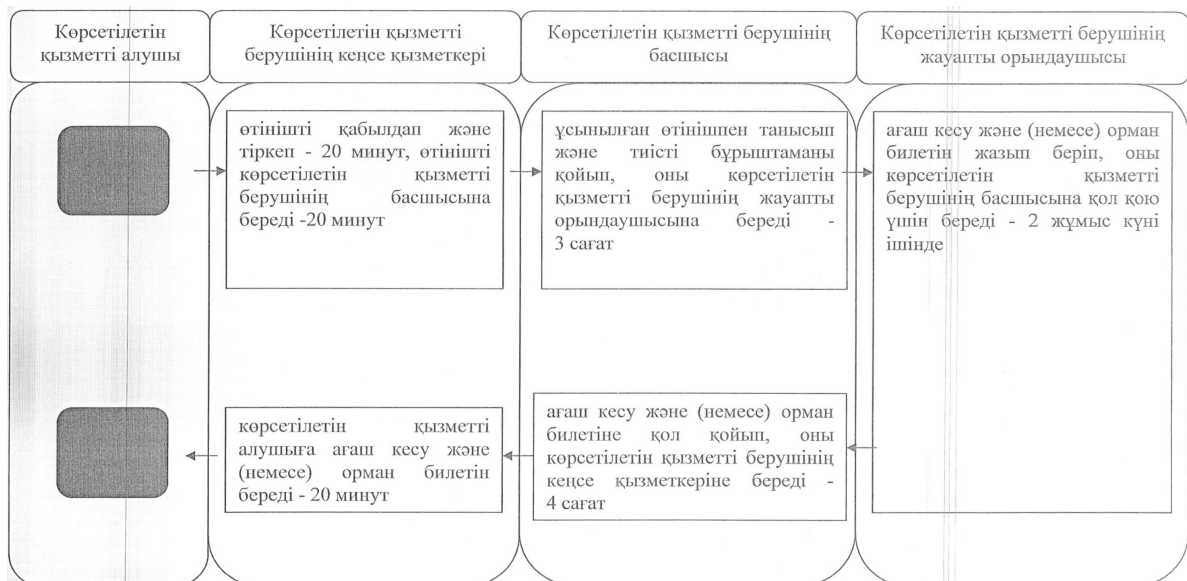 Көрсетілетін
қызметті алушы
Көрсетілетін қызметті
берушінің кеңсе қызметкері
Көрсетілетін қызметті берушінің
басшысы
Көрсетілетін қызметті берушінің
жауапты орындаушысы
өтінішті қабылдап және
тіркеп - 20 минут, өтінішті
көрсетілетін қызметті
берушінің басшысына
береді -20 минут
ұсынылған өтінішпен танысып
және тиісті бұрыштаманы
қойып, оны көрсетілетін
қызметті берушінің жауапты
орындаушысына береді -
3 сағат
ағаш кесу және (немесе) орман
билетін жазып беріп, оны
көрсетілетін қызметті
берушінің басшысына қол қою
үшін береді - 2 жұмыс күні
ішінде
көрсетілетін қызметті
алушыға ағаш кесу және
(немесе) орман билетін
береді - 20 минут
ағаш кесу және (немесе) орман
билетіне қол қойып, оны
көрсетілетін қызметті берушінің
кеңсе қызметкеріне береді -
4 сағат